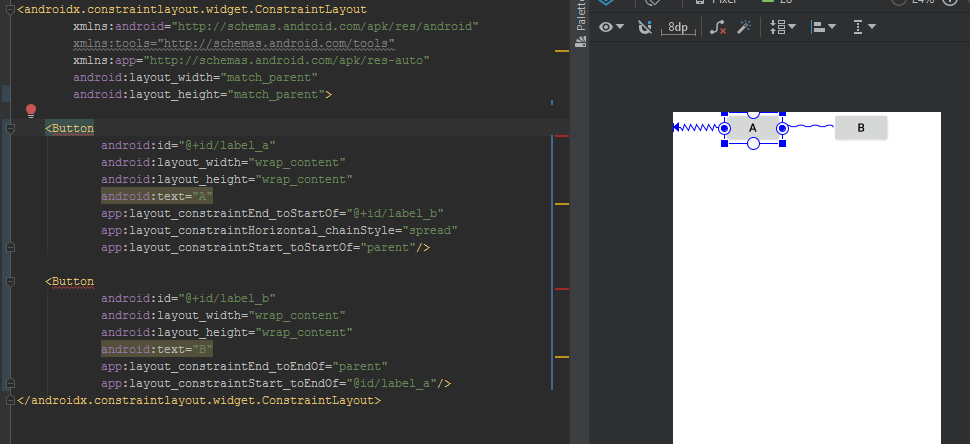 <androidx.constraintlayout.widget.ConstraintLayout
xmlns:android="http://schemas.android.com/apk/res/android"
xmlns:tools="http://schemas.android.com/tools"
xmlns:app="http://schemas.android.com/apk/res-auto"
android:layout_width="match_parent"
android:layout_height="match_parent">
<Button
android:id="@+id/label_a"
android:layout_width="wrap_content"
android:layout_height="wrap_content"
android:text="A"
app:layout_constraintEnd_toStartOf="@+id/label_b"
app:layout_constraintHorizontal_chainStyle="spread"
app:layout_constraintStart_toStartOf="parent"/>
<Button
android:id="@+id/label_b"
android:layout_width="wrap_content"
android:layout_height="wrap_content"
android:text="B"
app:layout_constraintEnd_toEndOf="parent"
app:layout_constraintStart_toEndOf="@id/label_a"/>
</androidx.constraintlayout.widget.ConstraintLayout>
8dp
A
B